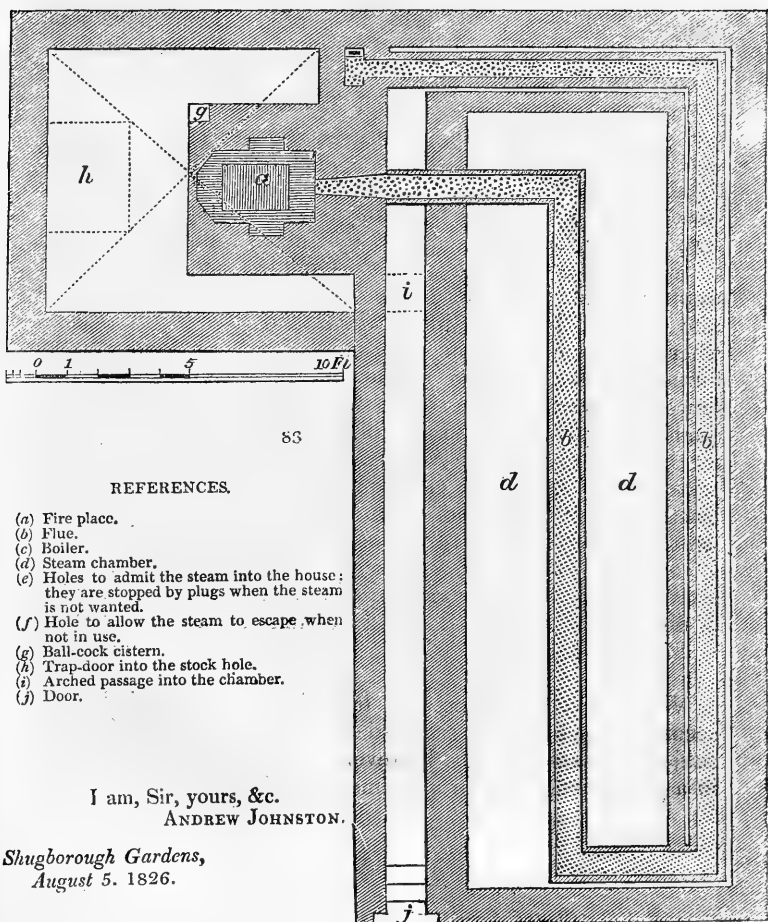 g
a
h
i
0 1 5 10 Ft
83
b
b
d
d
REFERENCES.
(a) Fire place.
(b) Flue.
(c) Boiler.
(d) Steam chamber.
(e) Holes to admit the steam into the house:
they are stopped by plugs when the steam
is not wanted.
(f) Hole to allow the steam to escape when
not in use.
(g) Ball-cock cistern.
(h) Trap-door into the stock hole.
(i) Arched passage into the chamber.
(j) Door.
I am, Sir, yours, &c.
ANDREW JOHNSTON.
Shugborough Gardens,
August 5. 1826.
j